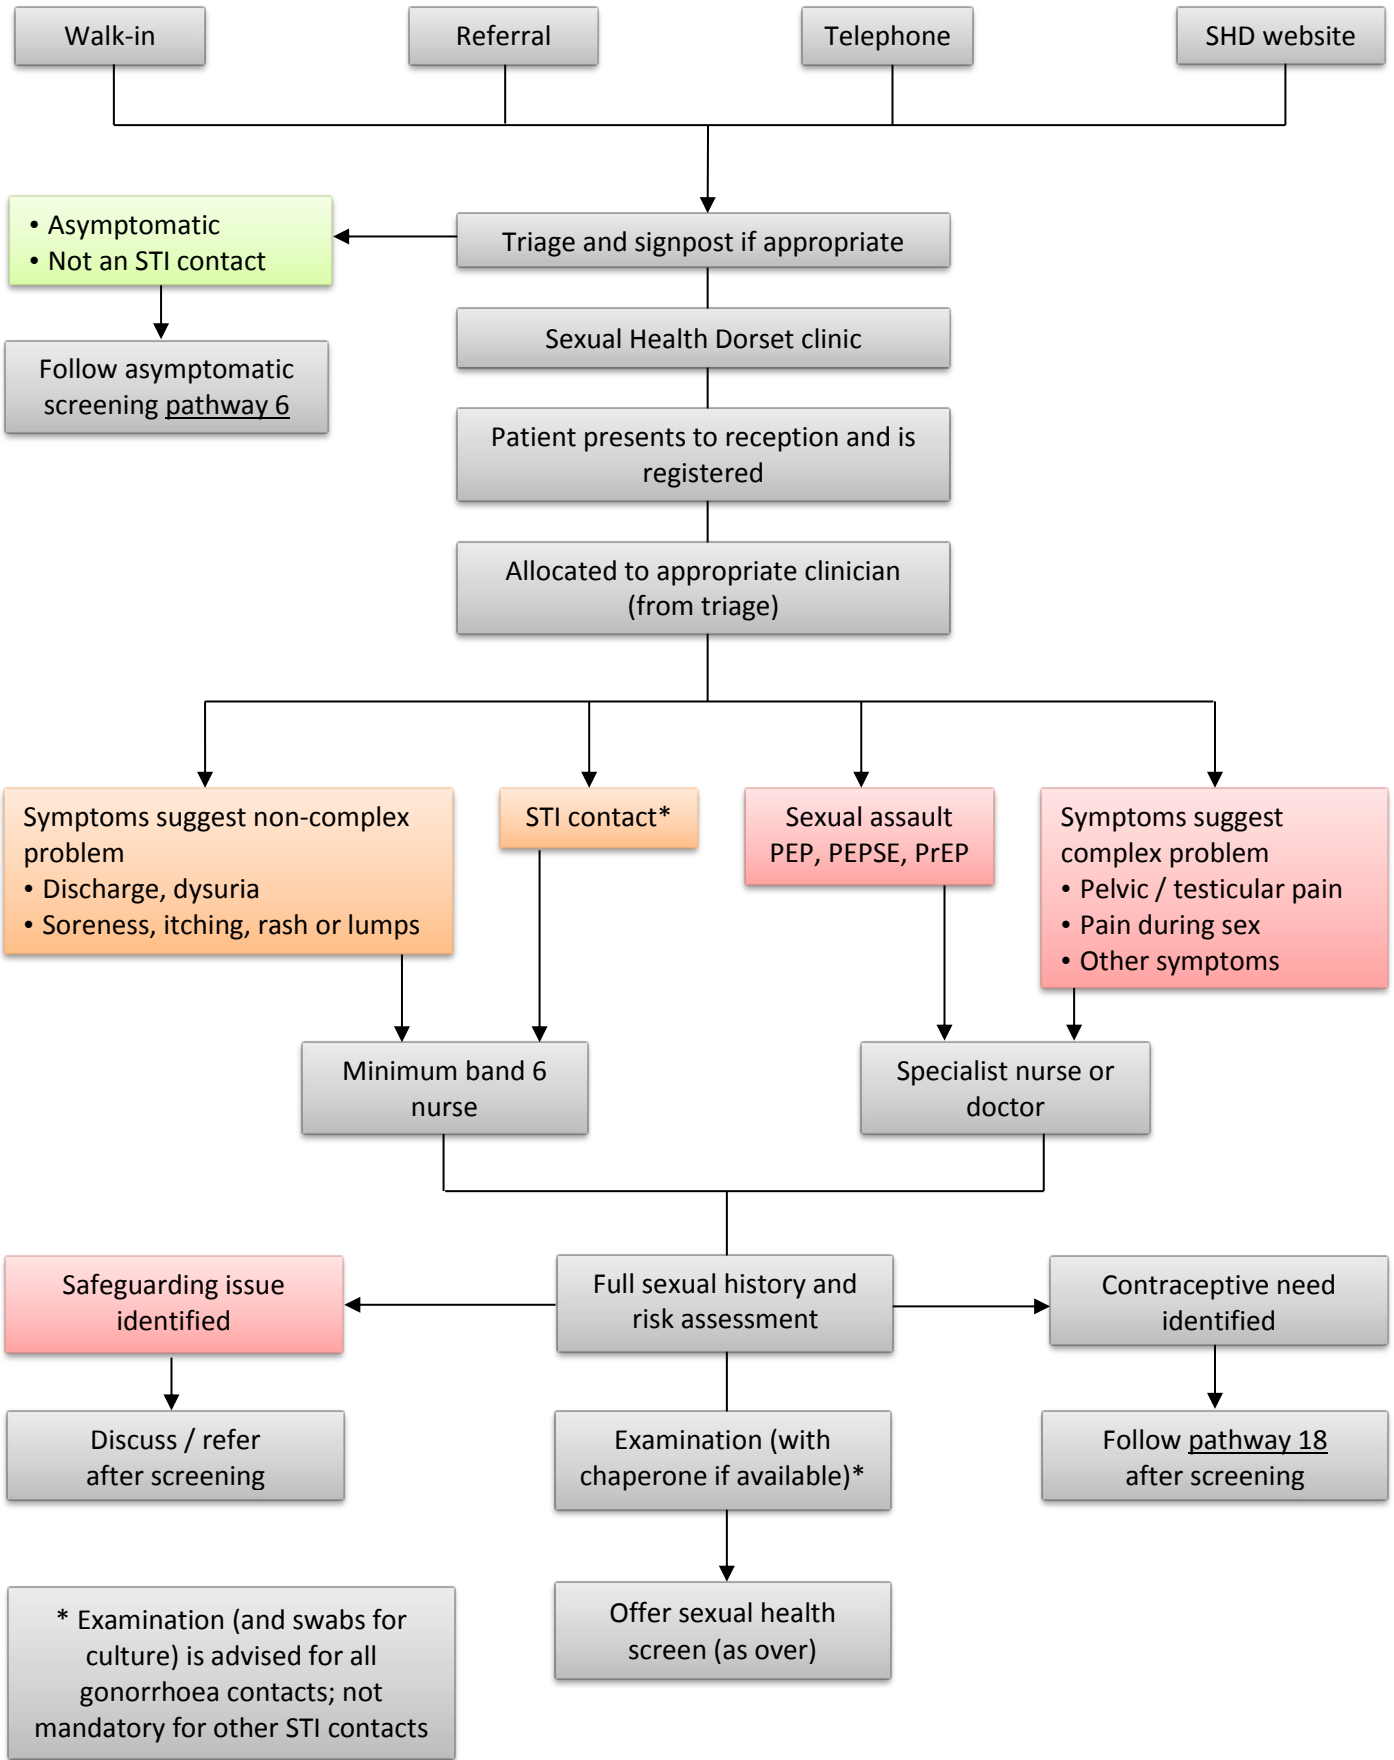 Walk-in
Referral
Telephone
SHD website
• Asymptomatic
• Not an STI contact
Triage and signpost if appropriate
Sexual Health Dorset clinic
Follow asymptomatic
screening pathway 6
Patient presents to reception and is
registered
Allocated to appropriate clinician
(from triage)
Symptoms suggest non-complex
problem
• Discharge, dysuria
• Soreness, itching, rash or lumps
STI contact*
Sexual assault
PEP, PEPSE, PrEP
Symptoms suggest
complex problem
• Pelvic / testicular pain
• Pain during sex
• Other symptoms
Minimum band 6
nurse
Specialist nurse or
doctor
Safeguarding issue
identified
Full sexual history and
risk assessment
Contraceptive need
identified
Discuss / refer
after screening
Examination (with
chaperone if available)*
Follow pathway 18
after screening
Offer sexual health
screen (as over)
* Examination (and swabs for
culture) is advised for all
gonorrhoea contacts; not
mandatory for other STI contacts